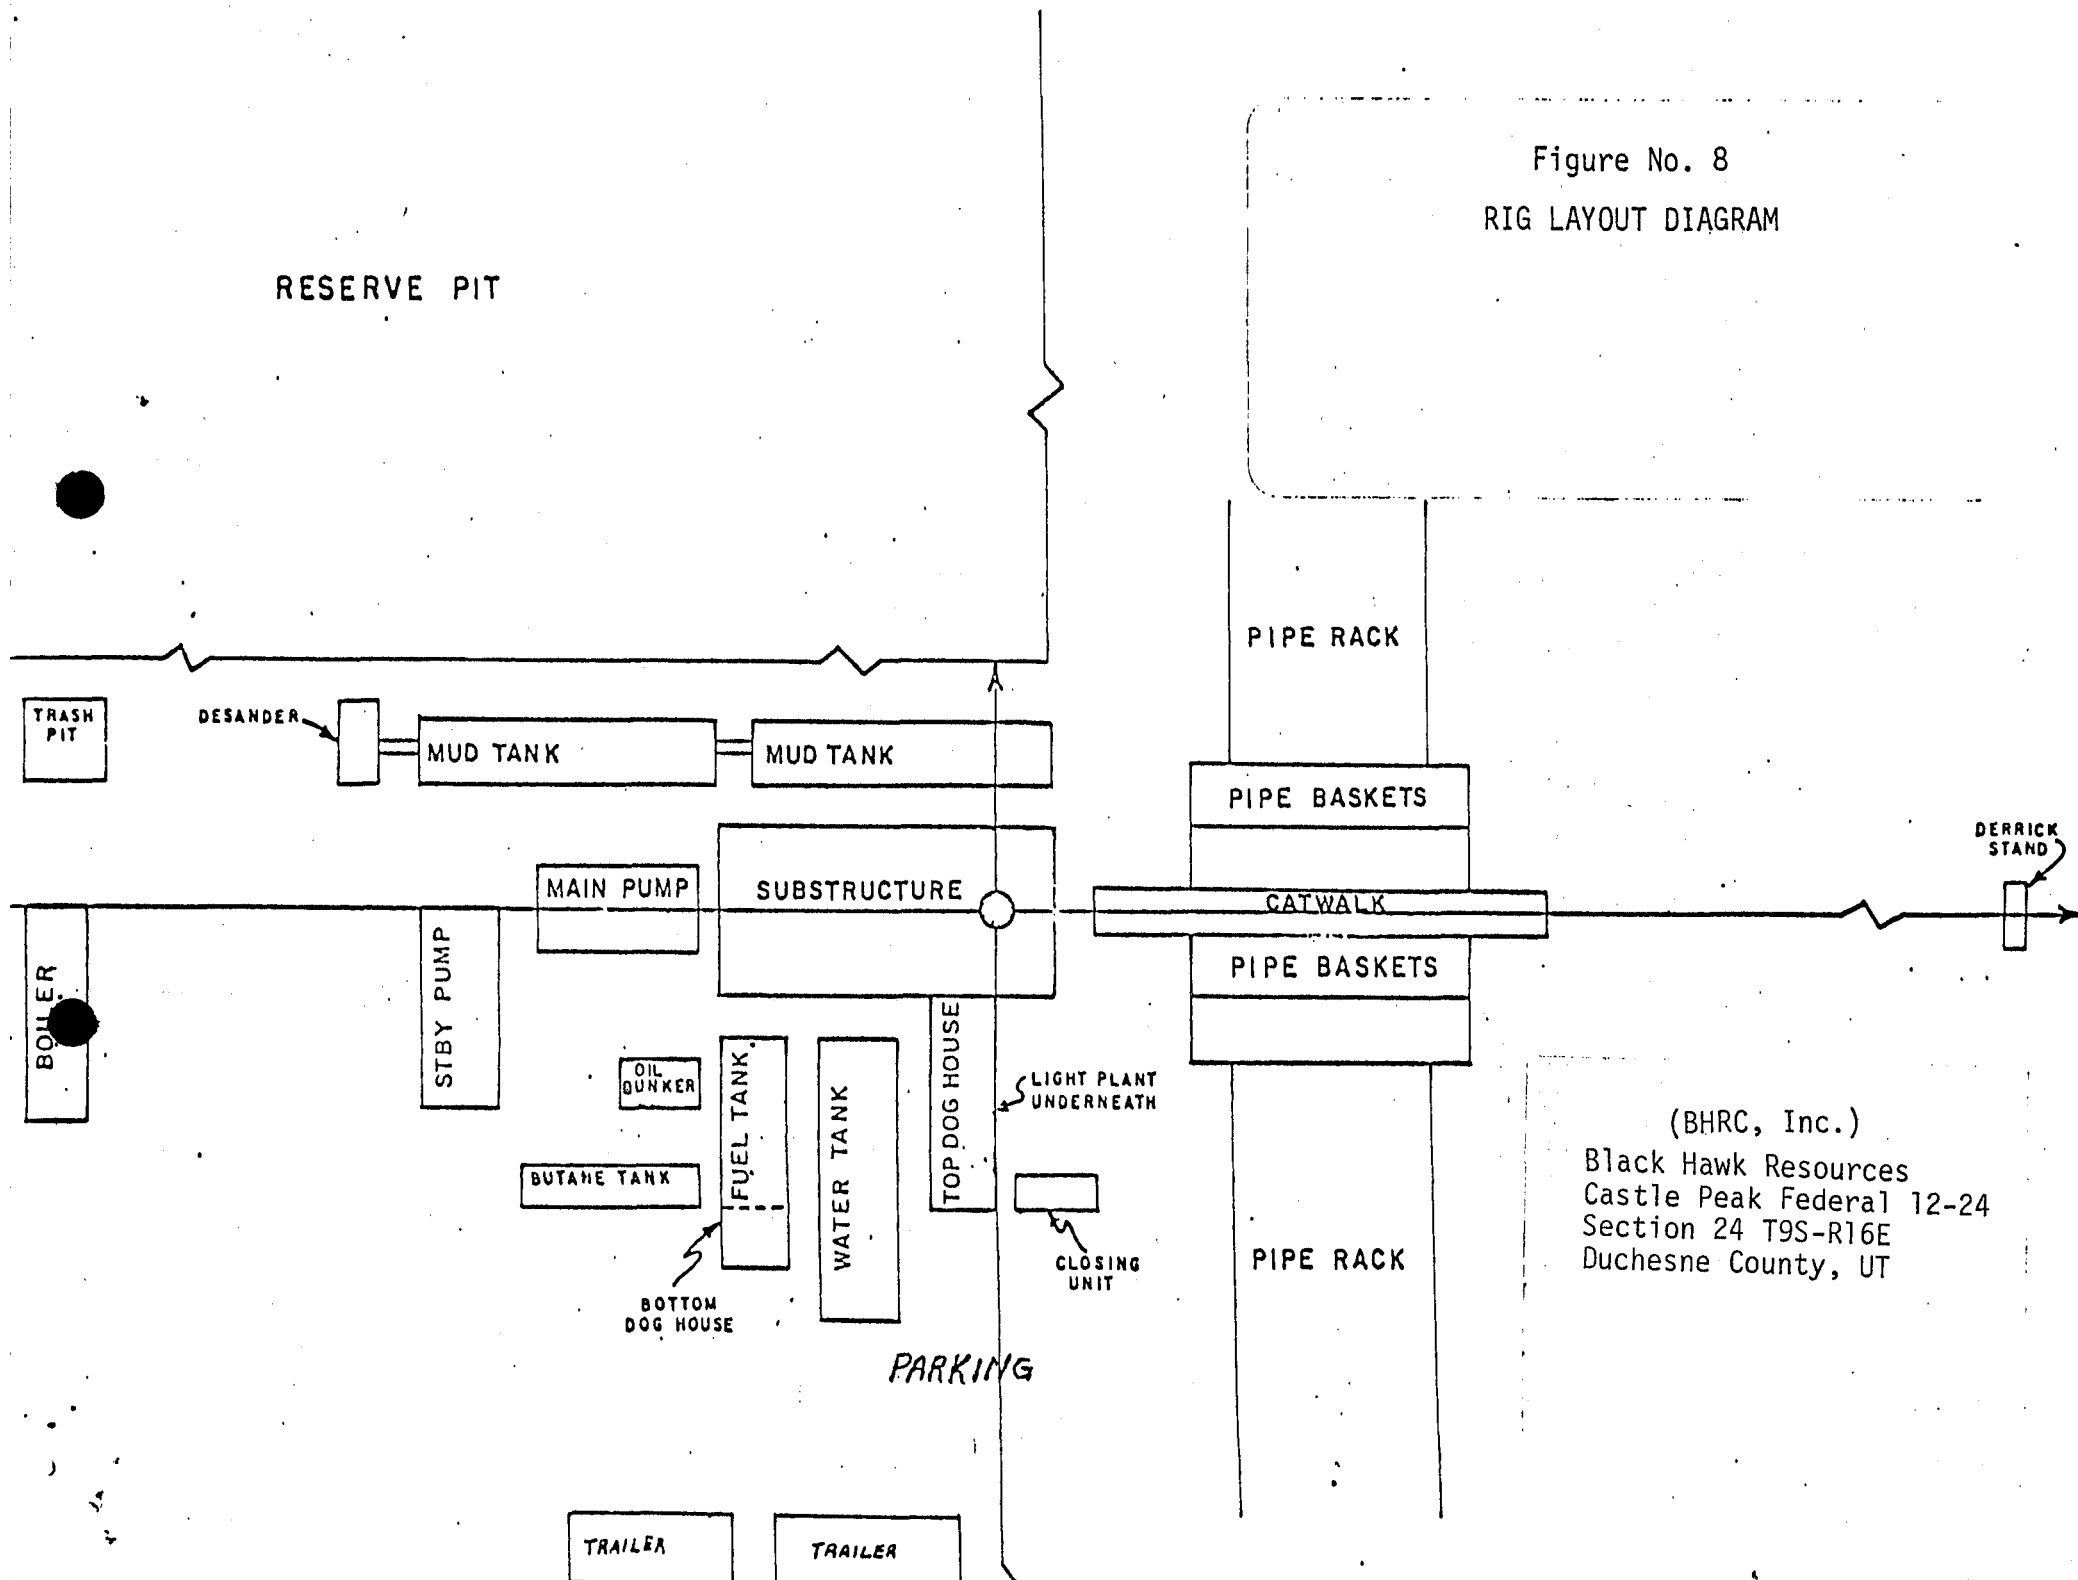 Figure No. 8
RIG LAYOUT DIAGRAM
RESERVE PIT
PIPE RACK
TRASH
PIT
DESANDER
MUD TANK
MUD TANK
PIPE BASKETS
DERRICK
STAND
MAIN PUMP
SUBSTRUCTURE
CATWALK
PIPE BASKETS
BOILER
STBY PUMP
OIL
DUNKER
FUEL TANK
WATER TANK
TOP DOG HOUSE
LIGHT PLANT
UNDERNEATH
BUTANE TANK
CLOSING
UNIT
BOTTOM
DOG HOUSE
PIPE RACK
(BHRC, Inc.)
Black Hawk Resources
Castle Peak Federal 12-24
Section 24 T9S-R16E
Duchesne County, UT
PARKING
TRAILER
TRAILER